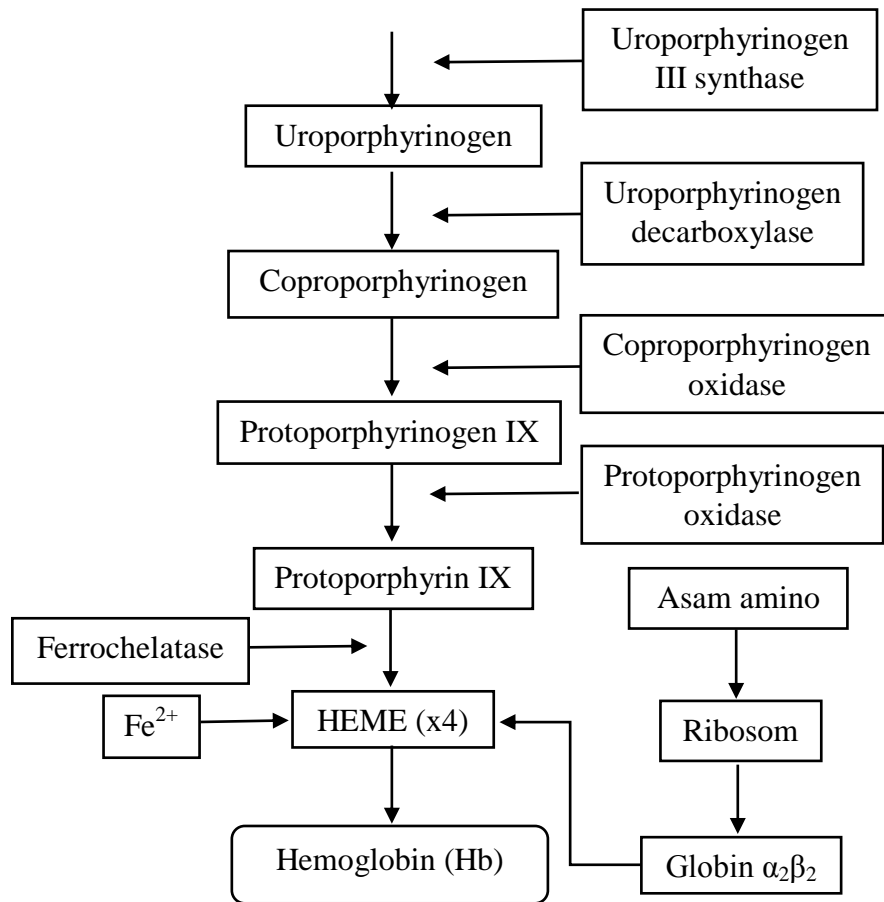 Uroporphyrinogen
III synthase
Uroporphyrinogen
Uroporphyrinogen
decarboxylase
Coproporphyrinogen
Coproporphyrinogen
oxidase
Protoporphyrinogen IX
Protoporphyrinogen
oxidase
Protoporphyrin IX
Asam amino
Ferrochelatase
Fe²⁺
HEME (x4)
Ribosom
Hemoglobin (Hb)
Globin α₂β₂